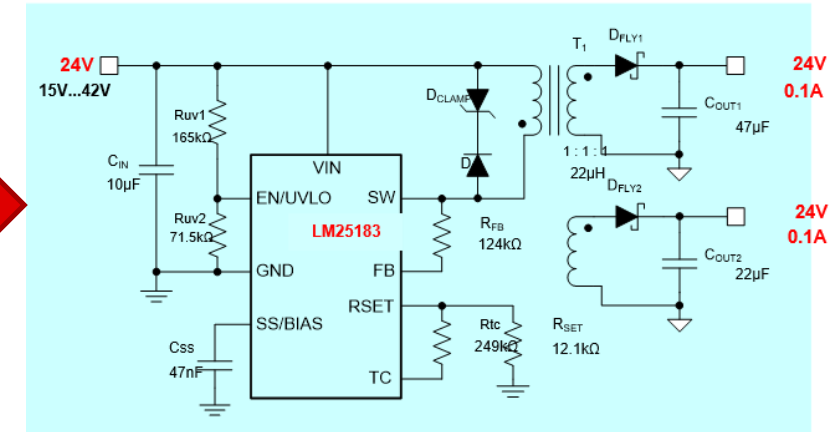 24V
15V...42V
Ruv1
165kΩ
CIN
10µF
Ruv2
71.5kΩ
VIN
EN/UVLO
SW
LM25183
GND
FB
RSET
SS/BIAS
TC
Css
47nF
DCLAMP
D
RFB
124kΩ
Rtc
249kΩ
RSET
12.1kΩ
T1
1 : 1 : 1
22µH
DFLY1
COUT1
47µF
24V
0.1A
DFLY2
COUT2
22µF
24V
0.1A